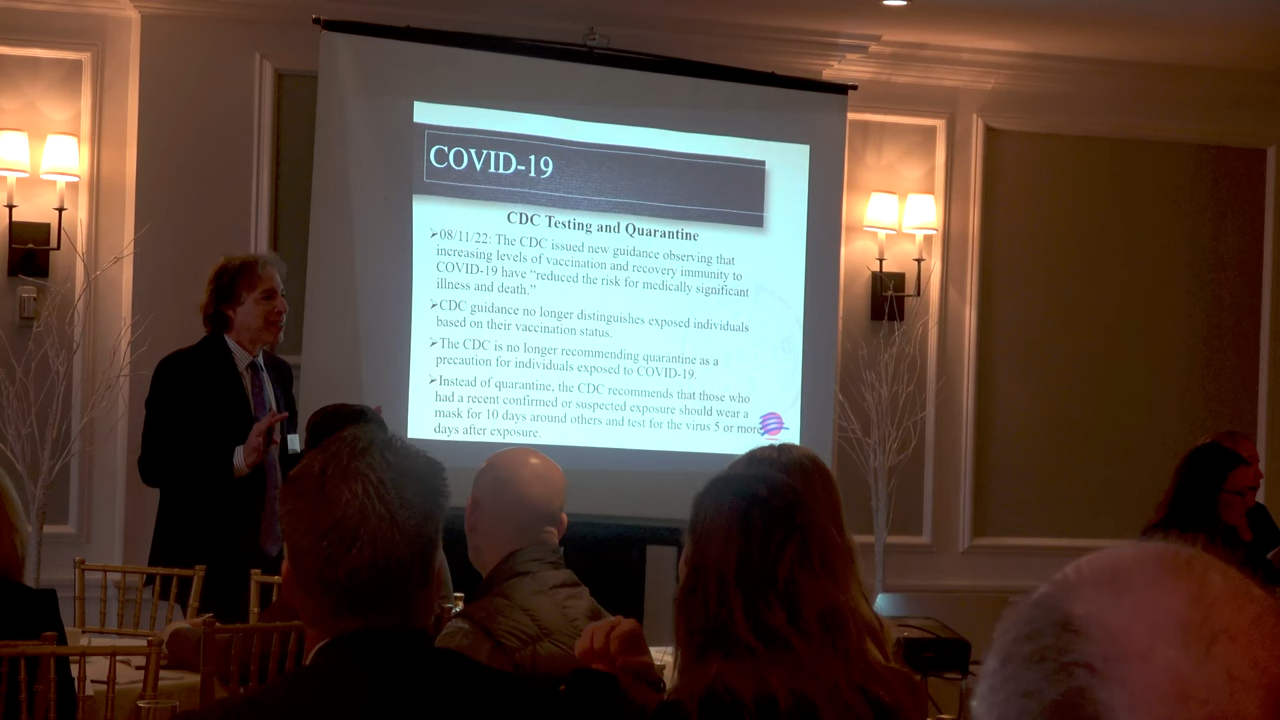 COVID-19
CDC Testing and Quarantine
➢08/11/22: The CDC issued new guidance observing that
increasing levels of vaccination and recovery immunity to
COVID-19 have “reduced the risk for medically significant
illness and death.”
➢CDC guidance no longer distinguishes exposed individuals
based on their vaccination status.
➢The CDC is no longer recommending quarantine as a
precaution for individuals exposed to COVID-19.
➢Instead of quarantine, the CDC recommends that those who
had a recent confirmed or suspected exposure should wear a
mask for 10 days around others and test for the virus 5 or more
days after exposure.